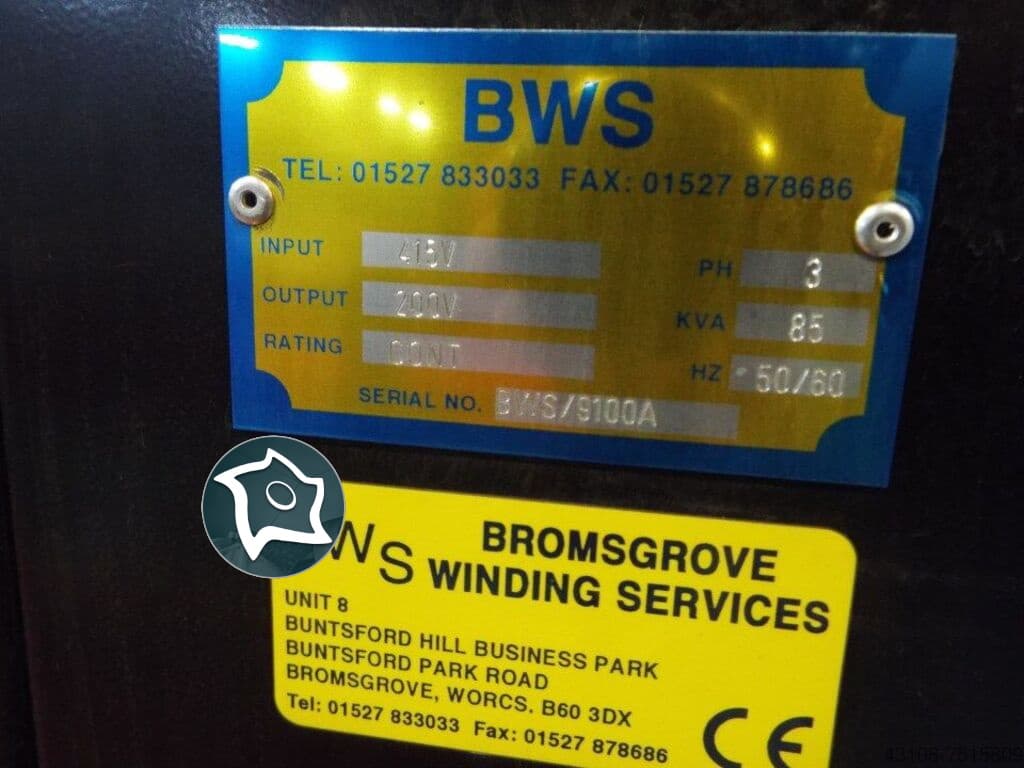 BWS
TEL: 01527 833033 FAX: 01527 878686
INPUT 415V PH 3
OUTPUT 200V KVA 85
RATING CONT HZ 50/60
SERIAL NO. BWS/9100A
WS BROMSGROVE
WINDING SERVICES
UNIT 8
BUNTSFORD HILL BUSINESS PARK
BUNTSFORD PARK ROAD
BROMSGROVE, WORCS. B60 3DX
Tel: 01527 833033 Fax: 01527 878686
CE